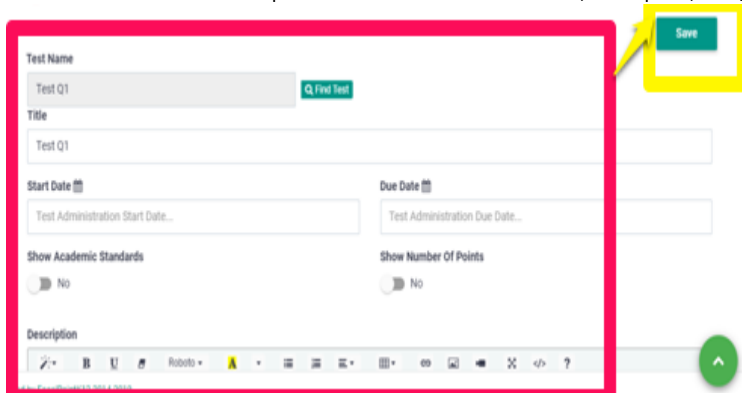 Save
Test Name
Test Q1 Find Test
Title
Test Q1
Start Date Due Date
Test Administration Start Date... Test Administration Due Date...
Show Academic Standards Show Number Of Points
No No
Description
B U Roboto A </> ?